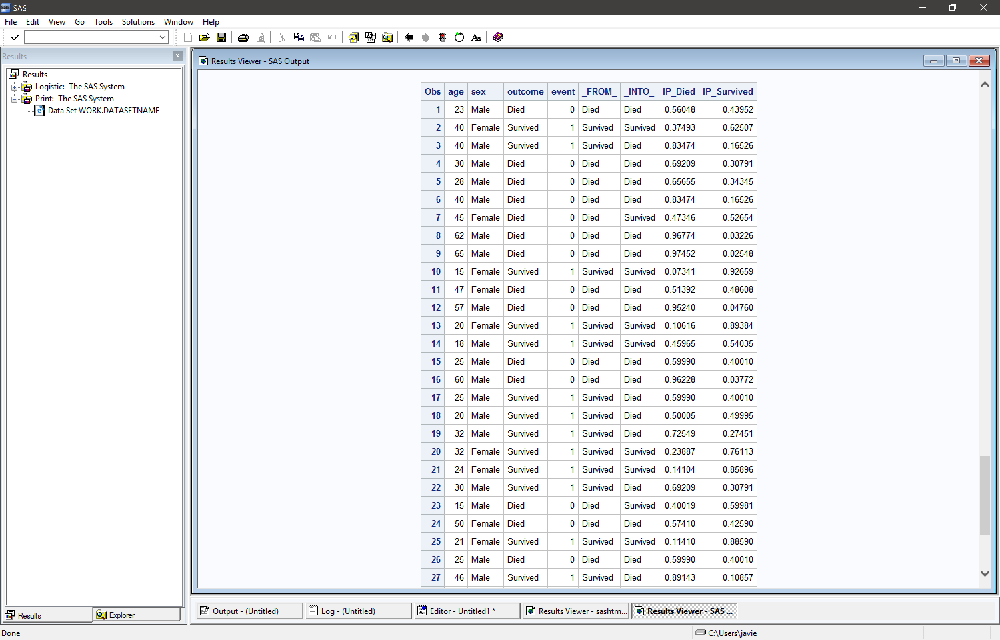 SAS
File Edit View Go Tools Solutions Window Help
Results
Results Viewer - SAS Output
Results
Logistic: The SAS System
Print: The SAS System
Data Set WORK.DATASETNAME
Obs age sex outcome event _FROM_ _INTO_ IP_Died IP_Survived
1 23 Male Died 0 Died Died 0.56048 0.43952
2 40 Female Survived 1 Survived Survived 0.37493 0.62507
3 40 Male Survived 1 Survived Died 0.83474 0.16526
4 30 Male Died 0 Died Died 0.69209 0.30791
5 28 Male Died 0 Died Died 0.65655 0.34345
6 40 Male Died 0 Died Died 0.83474 0.16526
7 45 Female Died 0 Died Survived 0.47346 0.52654
8 62 Male Died 0 Died Died 0.96774 0.03226
9 65 Male Died 0 Died Died 0.97452 0.02548
10 15 Female Survived 1 Survived Survived 0.07341 0.92659
11 47 Female Died 0 Died Died 0.51392 0.48608
12 57 Male Died 0 Died Died 0.95240 0.04760
13 20 Female Survived 1 Survived Survived 0.10616 0.89384
14 18 Male Survived 1 Survived Survived 0.45965 0.54035
15 25 Male Died 0 Died Died 0.59990 0.40010
16 60 Male Died 0 Died Died 0.96228 0.03772
17 25 Male Survived 1 Survived Died 0.59990 0.40010
18 20 Male Survived 1 Survived Died 0.50005 0.49995
19 32 Male Survived 1 Survived Died 0.72549 0.27451
20 32 Female Survived 1 Survived Survived 0.23887 0.76113
21 24 Female Survived 1 Survived Survived 0.14104 0.85896
22 30 Male Survived 1 Survived Died 0.69209 0.30791
23 15 Male Died 0 Died Survived 0.40019 0.59981
24 50 Female Died 0 Died Died 0.57410 0.42590
25 21 Female Survived 1 Survived Survived 0.11410 0.88590
26 25 Male Died 0 Died Died 0.59990 0.40010
27 46 Male Survived 1 Survived Died 0.89143 0.10857
Results Explorer
Output - (Untitled) Log - (Untitled) Editor - Untitled1 * Results Viewer - sashtm... Results Viewer - SAS ...
Done C:\Users\javie